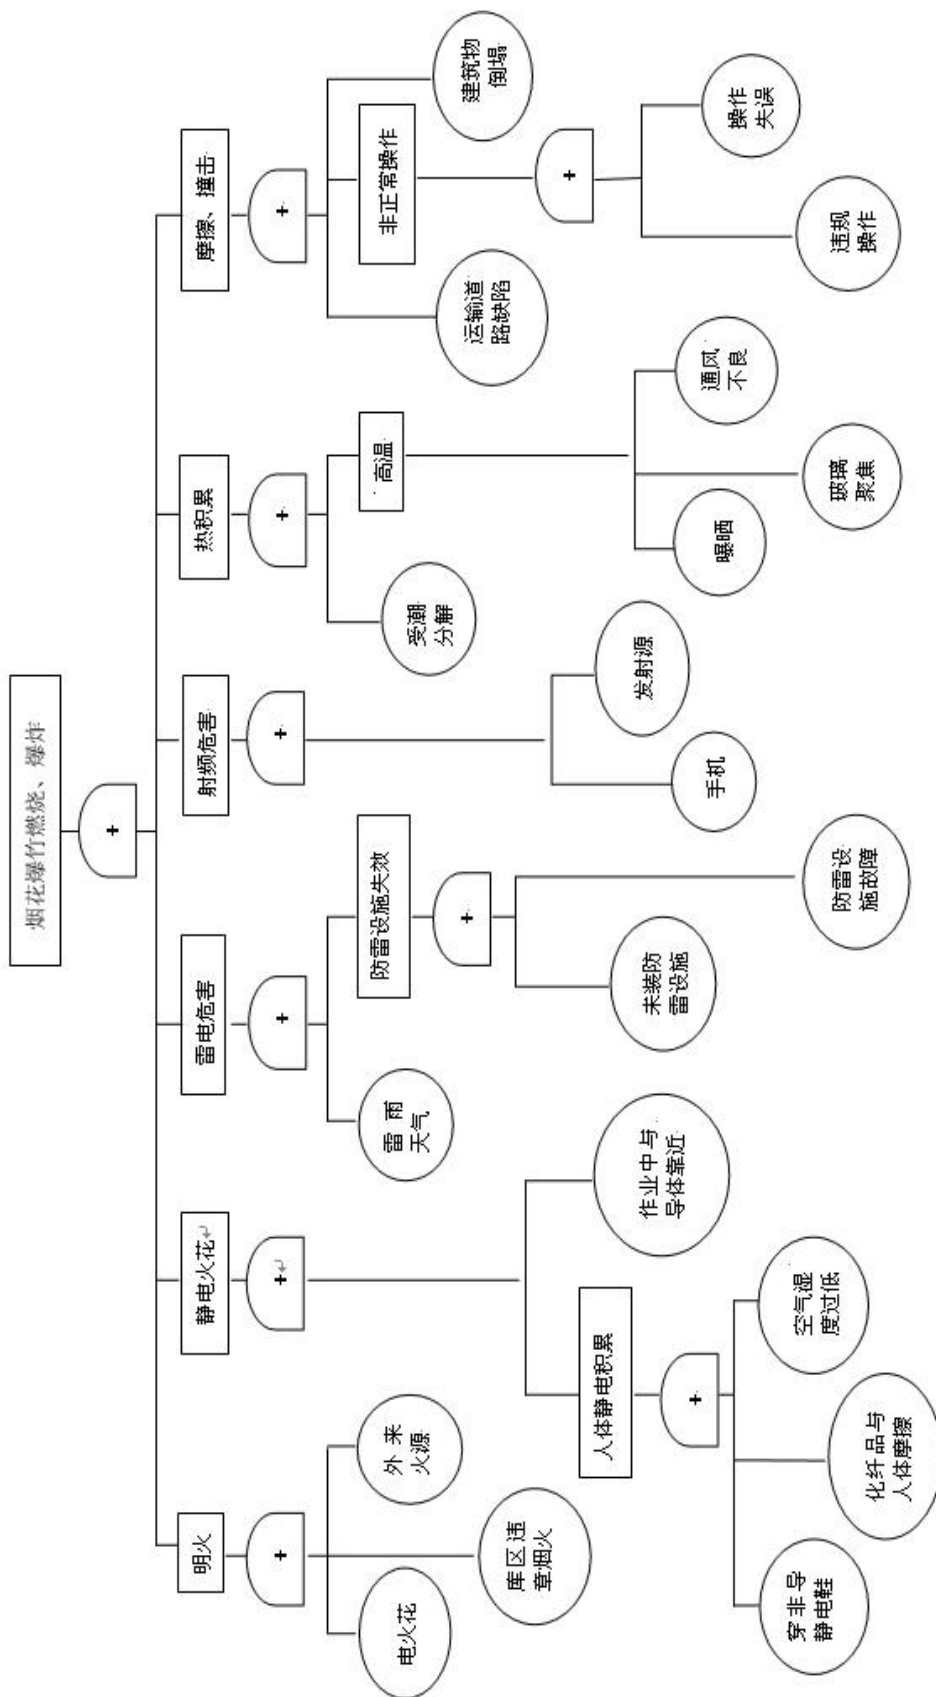 烟花爆竹燃烧、爆炸
+
明火
静电火花↵
雷电危害
射频危害
热积累
摩擦、撞击
+
+↵
+
+
+
+
电火花
库区违
章烟火
外 来
火源
人体静电积累
作业中与
导体靠近
+
穿非导
静电鞋
化纤品与
人体摩擦
空气湿
度过低
雷 雨
天气
防雷设施失效
+
未装防
雷设施
防雷设
施故障
手机
发射源
受潮
分解
高温
曝晒
玻璃
聚焦
通风
不良
运输道
路缺陷
非正常操作
建筑物
倒塌
+
违规
操作
操作
失误